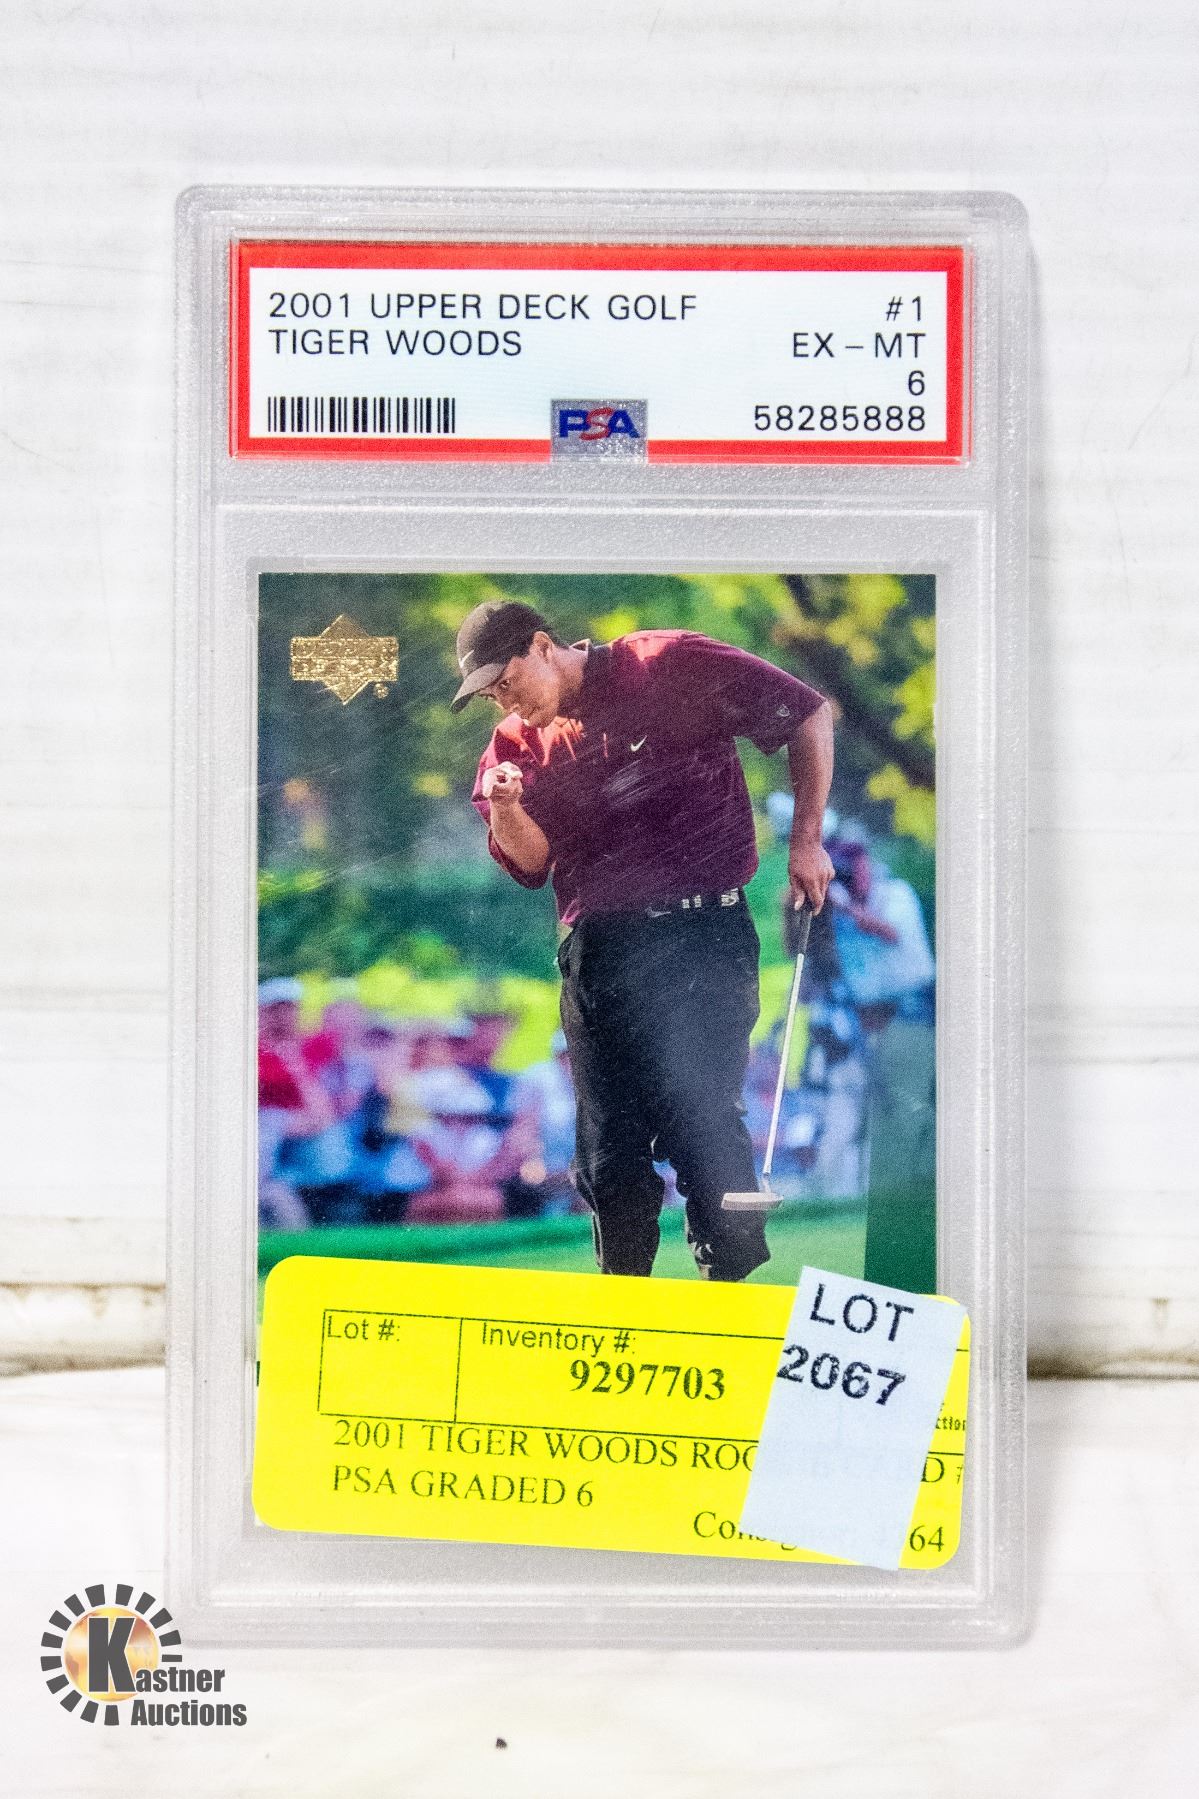 2001 UPPER DECK GOLF #1
TIGER WOODS EX - MT
6
PSA 58285888
LOT
2067
Lot #: Inventory #:
9297703
2001 TIGER WOODS #
PSA GRADED 6
64
Kastner
Auctions